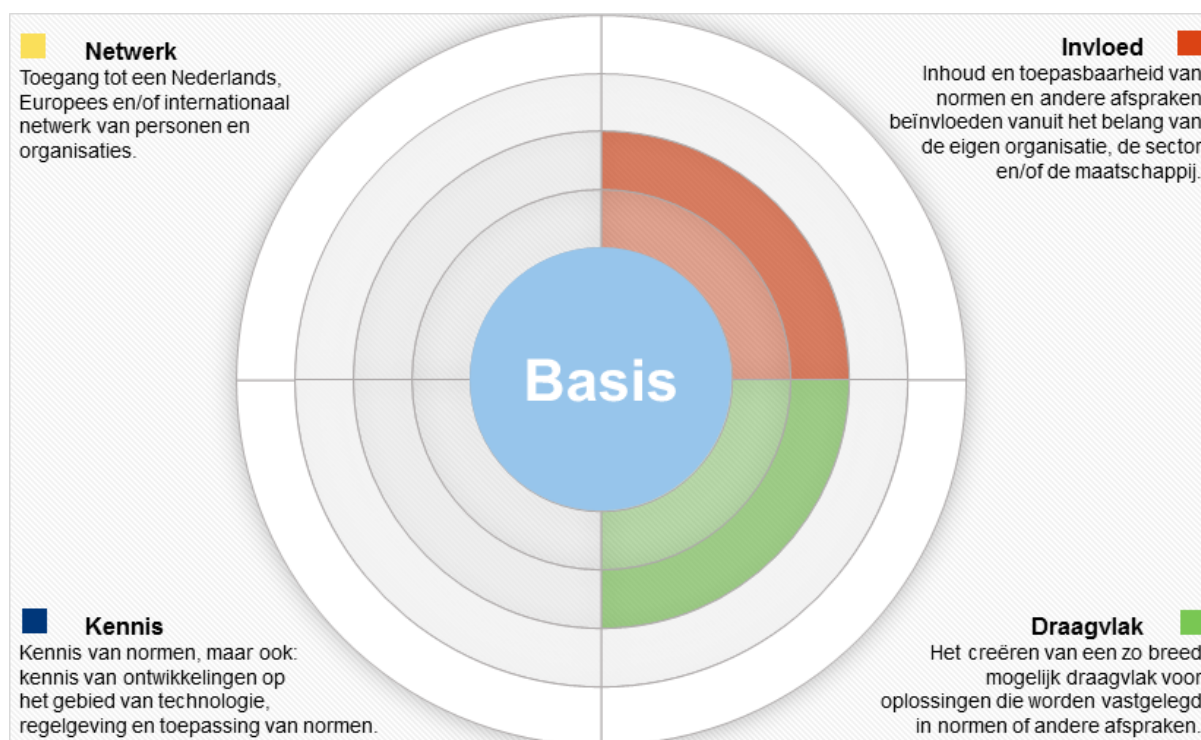 Netwerk
Toegang tot een Nederlands,
Europees en/of internationaal
netwerk van personen en
organisaties.
Invloed
Inhoud en toepasbaarheid van
normen en andere afspraken
beïnvloeden vanuit het belang van
de eigen organisatie, de sector
en/of de maatschappij.
Basis
Kennis
Kennis van normen, maar ook:
kennis van ontwikkelingen op
het gebied van technologie,
regelgeving en toepassing van normen.
Draagvlak
Het creëren van een zo breed
mogelijk draagvlak voor
oplossingen die worden vastgelegd
in normen of andere afspraken.